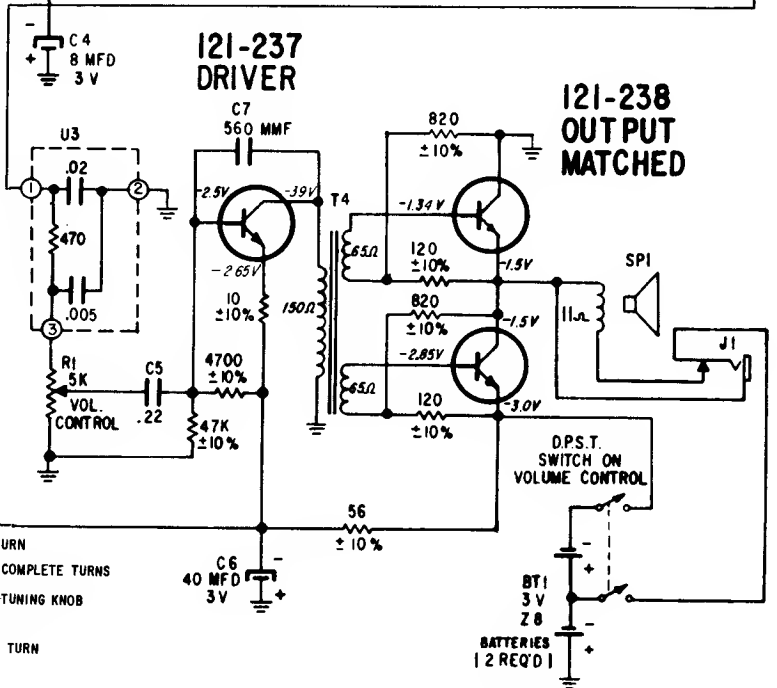 C4
8 MFD
3 V
-
+
121-237
DRIVER
C7
560 MMF
121-238
OUTPUT
MATCHED
820
±10%
U3
.02
1
2
470
.005
3
-2.5V
-.39V
T4
-1.34V
-2.65V
65Ω
120
±10%
-1.5V
SP1
10
±10%
150Ω
820
±10%
-1.5V
11Ω
J1
R1
5K
VOL.
CONTROL
C5
.22
4700
±10%
-2.85V
65Ω
47K
±10%
120
±10%
-3.0V
D.P.S.T.
SWITCH ON
VOLUME CONTROL
56
±10%
URN
COMPLETE TURNS
TUNING KNOB
TURN
C6
40 MFD
3V
-
+
-
+
BT1
3 V
Z 8
BATTERIES
[2 REQ'D]
-
+